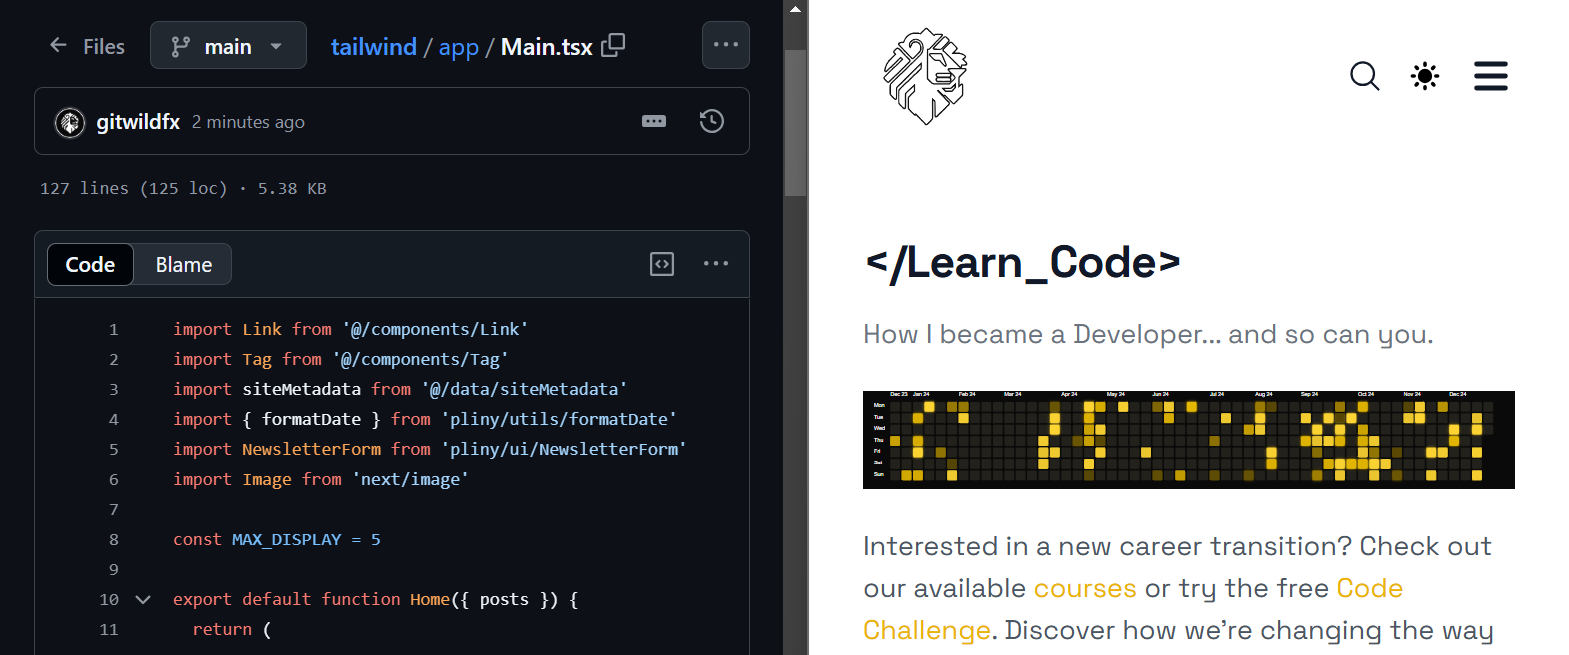 Files
main
tailwind / app / Main.tsx
gitwildfx 2 minutes ago
127 lines (125 loc) · 5.38 KB
Code
Blame
1 import Link from '@/components/Link'
2 import Tag from '@/components/Tag'
3 import siteMetadata from '@/data/siteMetadata'
4 import { formatDate } from 'pliny/utils/formatDate'
5 import NewsletterForm from 'pliny/ui/NewsletterForm'
6 import Image from 'next/image'
7
8 const MAX_DISPLAY = 5
9
10 export default function Home({ posts }) {
11 return (
</Learn_Code>
How I became a Developer... and so can you.
Dec 23 Jan 24 Feb 24 Mar 24 Apr 24 May 24 Jun 24 Jul 24 Aug 24 Sep 24 Oct 24 Nov 24 Dec 24
Mon
Tue
Wed
Thu
Fri
Sat
Sun
Interested in a new career transition? Check out
our available courses or try the free Code
Challenge. Discover how we’re changing the way